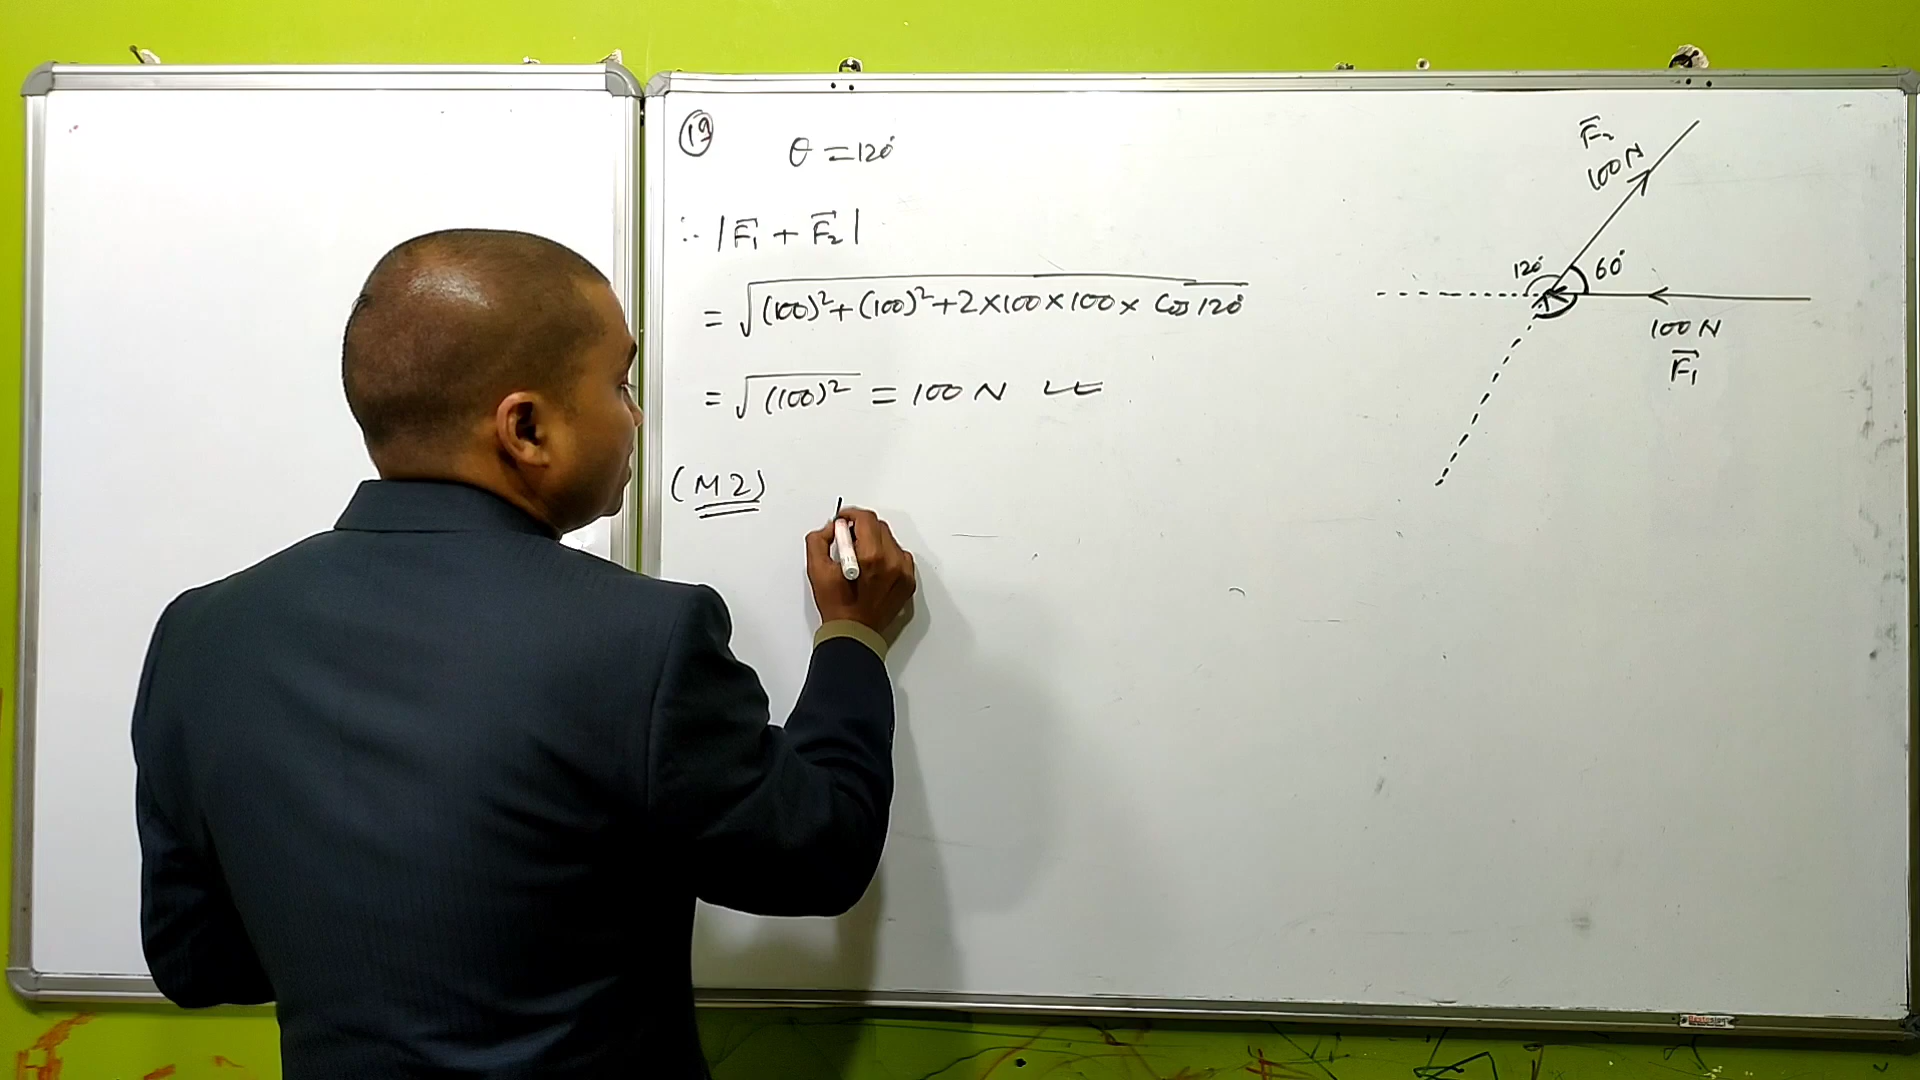 (19) θ = 120°
∴ |F⃗₁ + F⃗₂|
= √((100)² + (100)² + 2×100×100× Cos 120°)
= √((100)²) = 100 N
(M2)
F⃗₂
100 N
120° 60°
100 N
F⃗₁